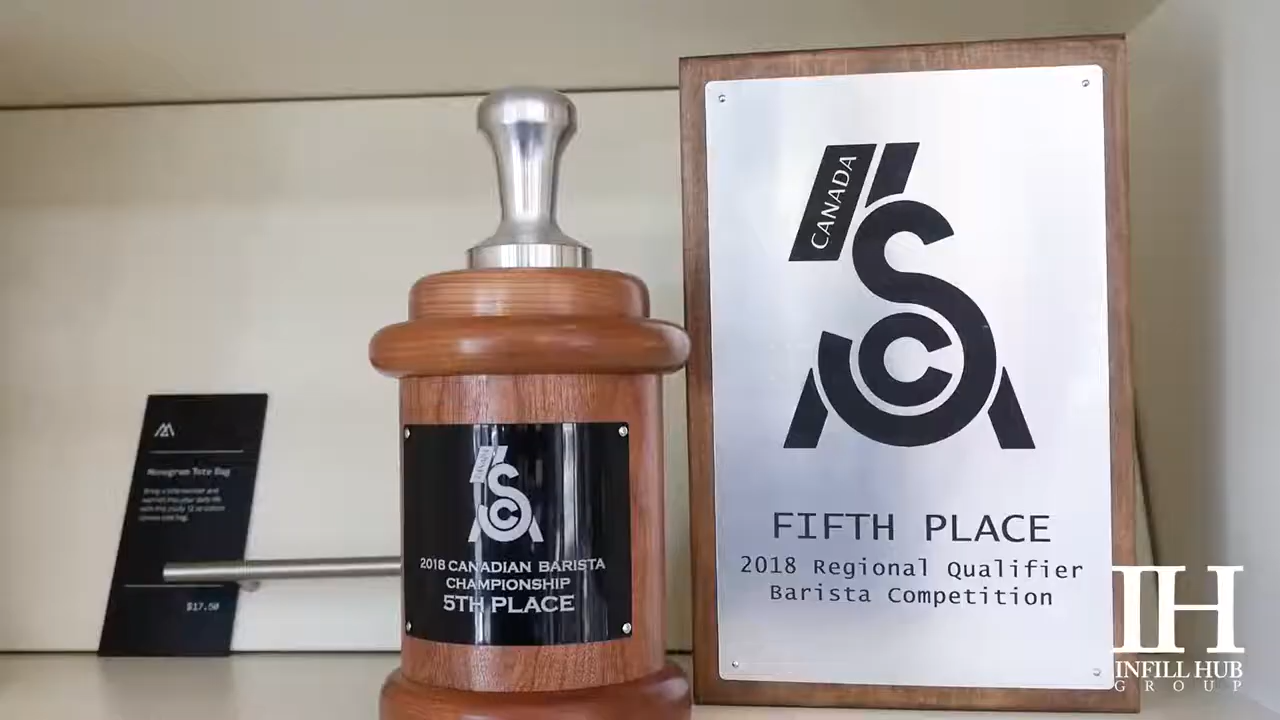 Monogram Tote Bag
$17.50
CANADA
SCA
2018 CANADIAN BARISTA
CHAMPIONSHIP
5TH PLACE
CANADA
SCA
FIFTH PLACE
2018 Regional Qualifier
Barista Competition
IH
INFILL HUB
GROUP